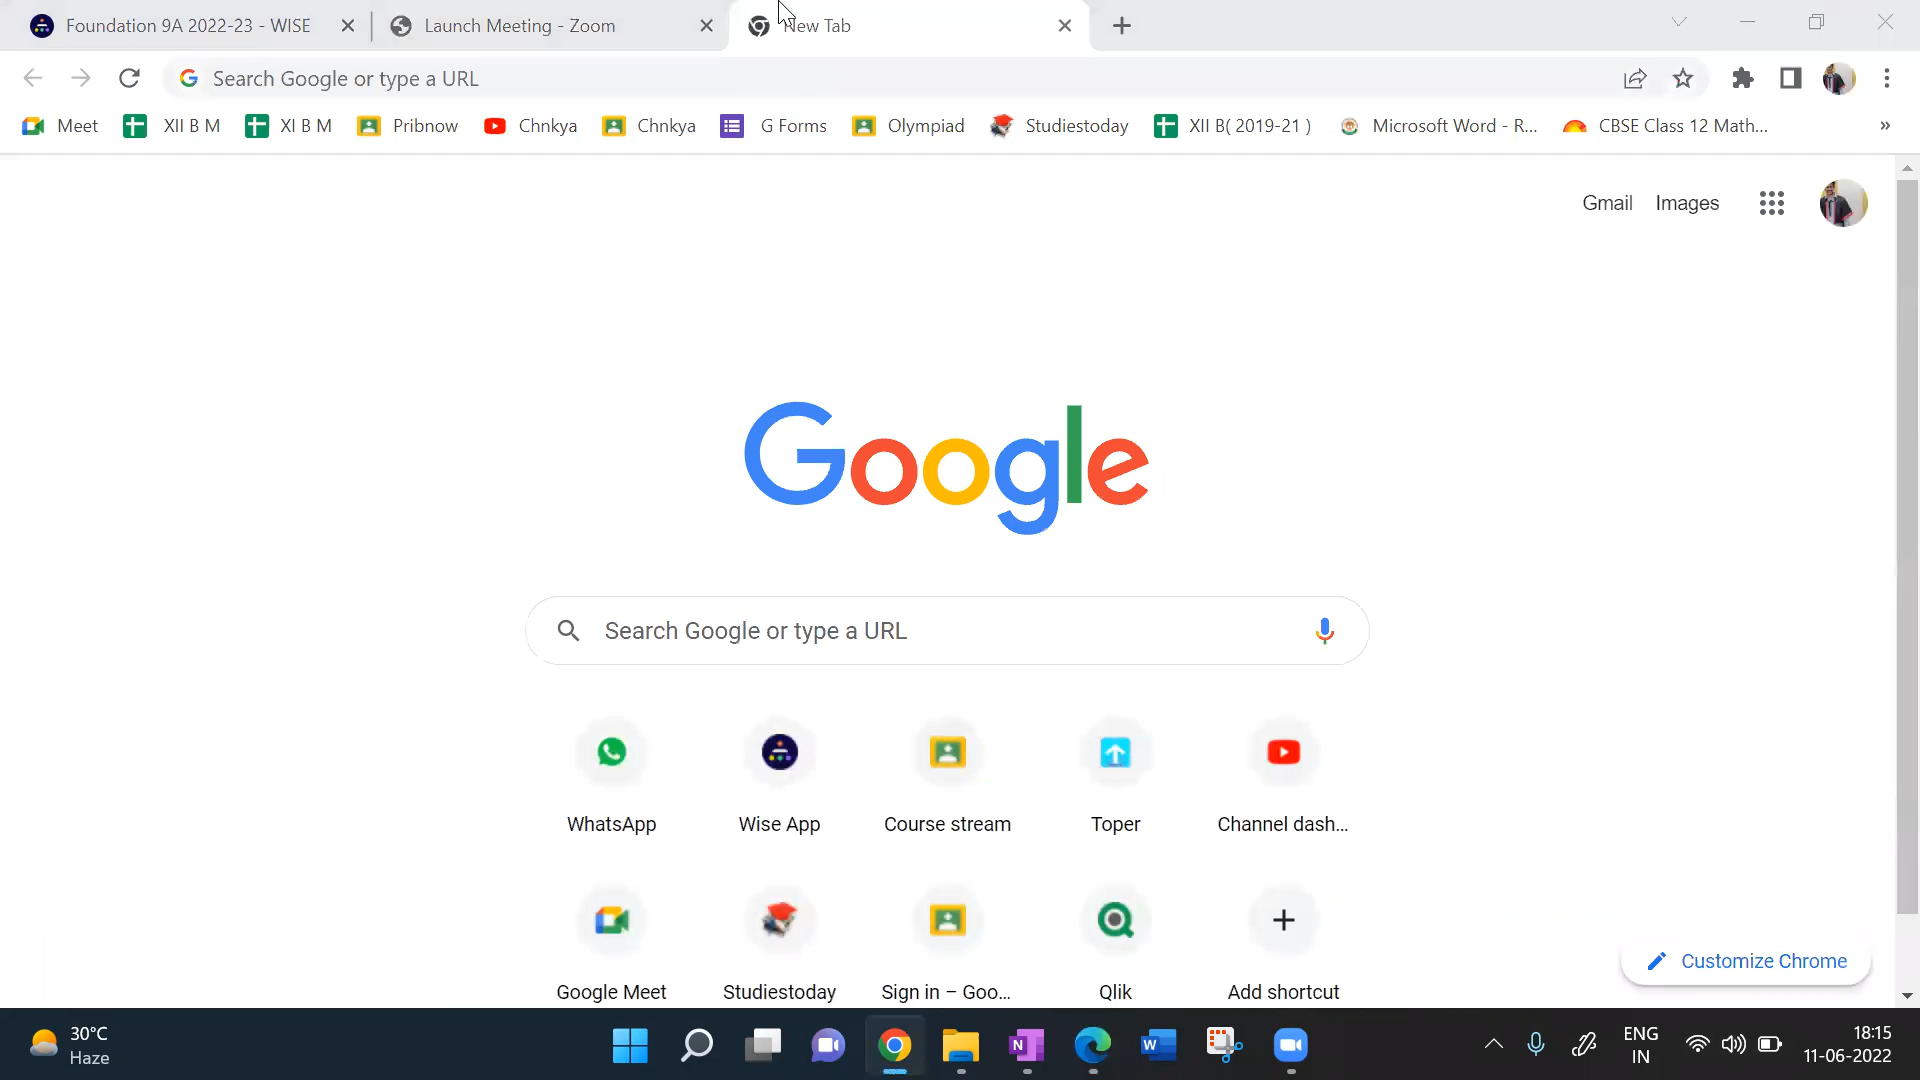 Foundation 9A 2022-23 - WISE
Launch Meeting - Zoom
New Tab
Search Google or type a URL
Meet
XII B M
XI B M
Pribnow
Chnkya
Chnkya
G Forms
Olympiad
Studiestoday
XII B( 2019-21 )
Microsoft Word - R...
CBSE Class 12 Math...
»
Gmail
Images
Google
Search Google or type a URL
WhatsApp
Wise App
Course stream
Toper
Channel dash...
Google Meet
Studiestoday
Sign in – Goo...
Qlik
Add shortcut
Customize Chrome
30°C
Haze
ENG
IN
18:15
11-06-2022